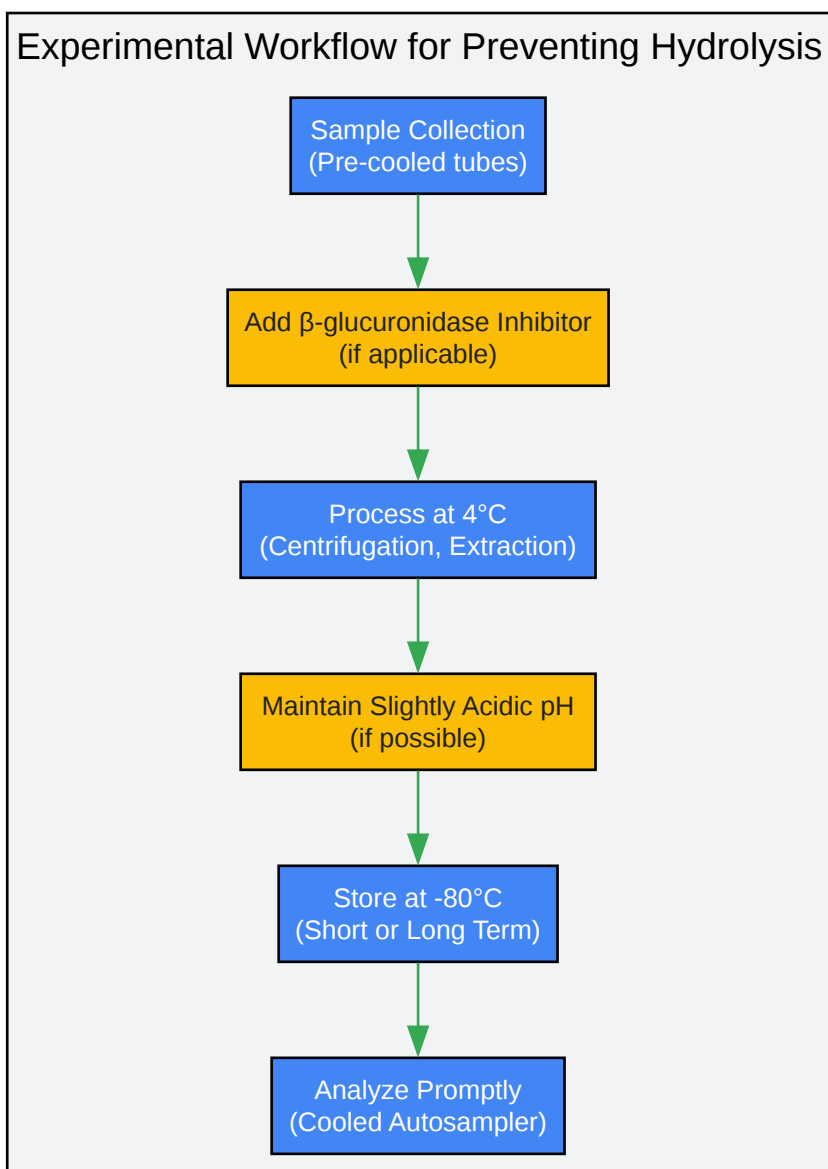 Experimental Workflow for Preventing Hydrolysis
Sample Collection
(Pre-cooled tubes)
Add β-glucuronidase Inhibitor
(if applicable)
Process at 4°C
(Centrifugation, Extraction)
Maintain Slightly Acidic pH
(if possible)
Store at -80°C
(Short or Long Term)
Analyze Promptly
(Cooled Autosampler)